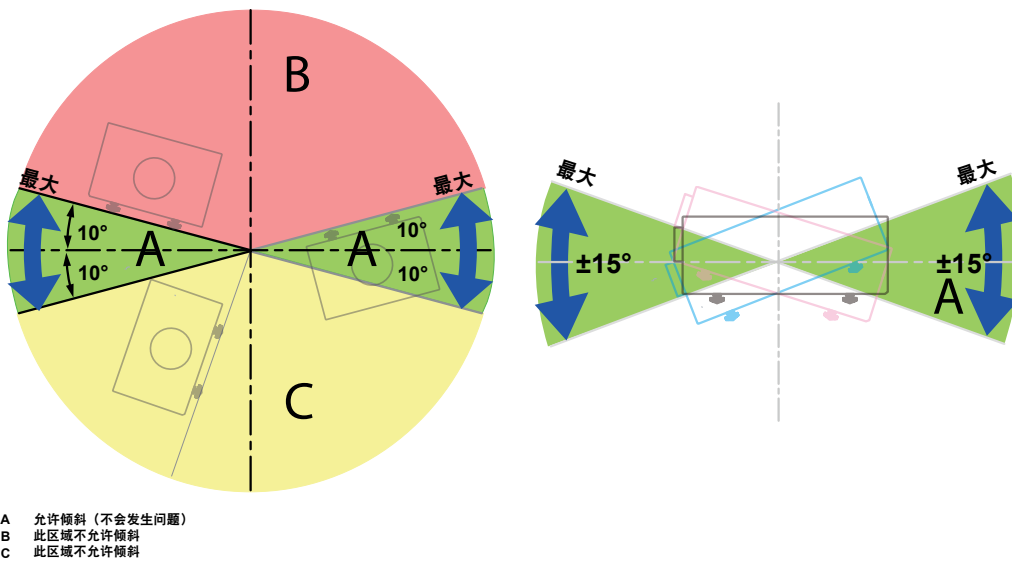 B
最大
最大
10°
A
A
10°
10°
10°
C
最大
最大
±15°
±15°
A
A 允许倾斜（不会发生问题）
B 此区域不允许倾斜
C 此区域不允许倾斜